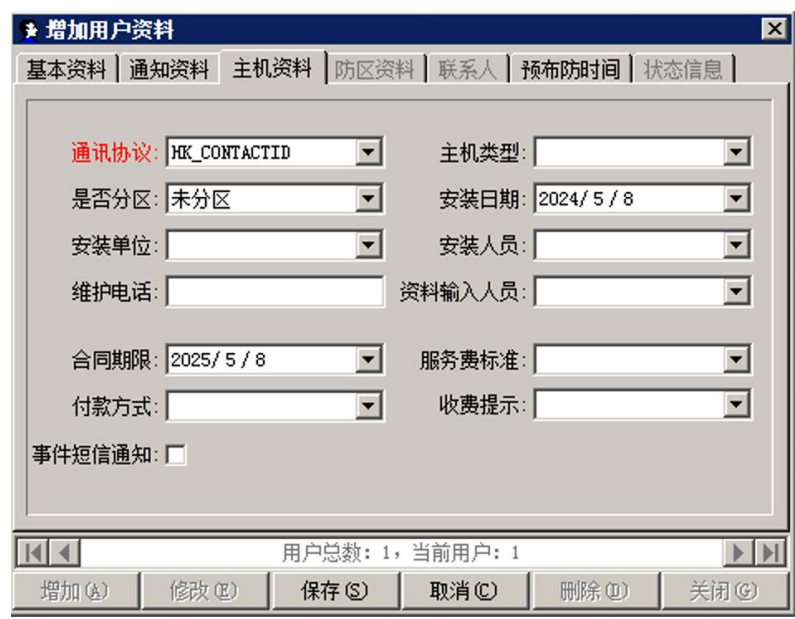 增加用户资料
基本资料 通知资料 主机资料 防区资料 联系人 预布防时间 状态信息
通讯协议: HK_CONTACTID 主机类型:
是否分区: 未分区 安装日期: 2024/ 5 / 8
安装单位: 安装人员:
维护电话: 资料输入人员:
合同期限: 2025/ 5 / 8 服务费标准:
付款方式: 收费提示:
事件短信通知:
用户总数: 1, 当前用户: 1
增加(A) 修改(E) 保存(S) 取消(C) 删除(D) 关闭(G)